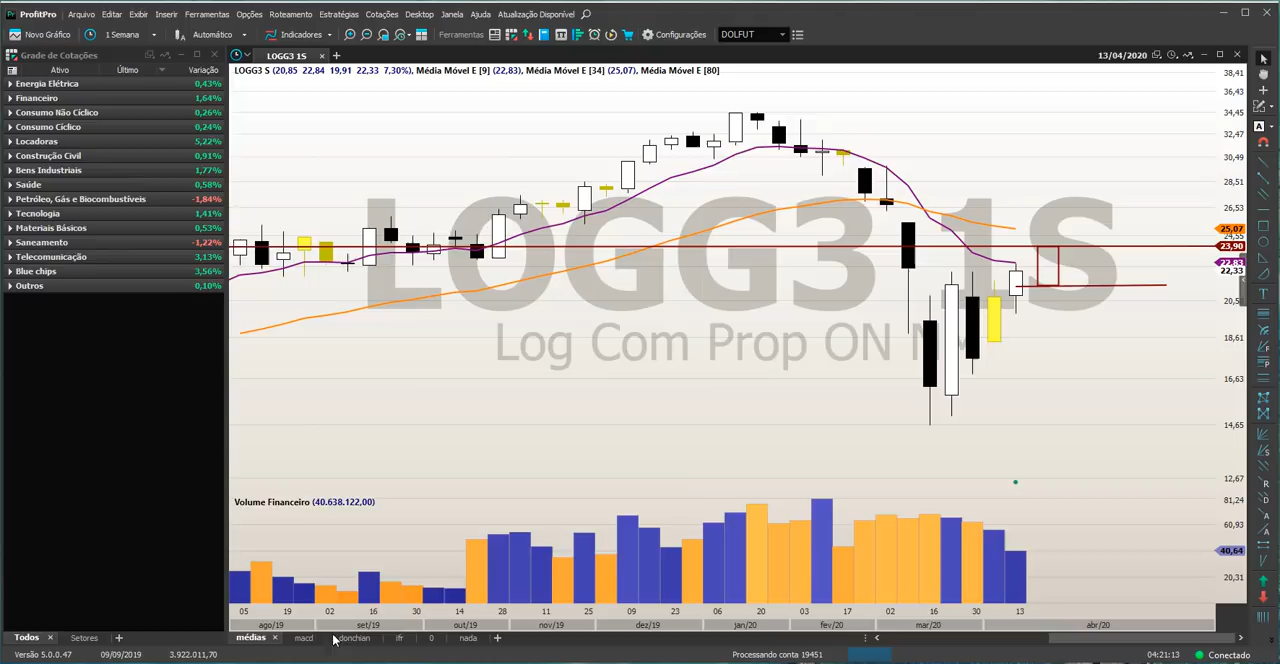 ProfitPro Arquivo Editar Exibir Inserir Ferramentas Opções Roteamento Estratégias Cotações Desktop Janela Ajuda Atualização Disponível
Novo Gráfico 1 Semana Automático Indicadores Ferramentas Configurações DOLFUT
Grade de Cotações LOGG3 1S 13/04/2020
Ativo Último Variação
LOGG3 S (20,85 22,84 19,91 22,33 7,30%), Média Móvel E [9] (22,83), Média Móvel E [34] (25,07), Média Móvel E [80]
Energia Elétrica 0,43%
Financeiro 1,64%
Consumo Não Cíclico 0,26%
Consumo Cíclico 0,24%
Locadoras 5,22%
Construção Civil 0,91%
Bens Industriais 1,77%
Saúde 0,58%
Petróleo, Gás e Biocombustíveis -1,84%
Tecnologia 1,41%
Materiais Básicos 0,53%
Saneamento -1,22%
Telecomunicação 3,13%
Blue chips 3,56%
Outros 0,10%
LOGG3 1S
Log Com Prop ON NM
38,41
36,43
34,45
32,47
30,49
28,51
26,53
25,07
24,55
23,90
22,83
22,33
20,5
18,61
16,63
14,65
12,67
Volume Financeiro (40.638.122,00)
81,24
60,93
40,64
20,31
05 19 02 16 30 14 28 11 25 09 23 06 20 03 17 02 16 30 13
ago/19 set/19 out/19 nov/19 dez/19 jan/20 fev/20 mar/20 abr/20
Todos Setores médias macd donchian ifr 0 nada
Versão 5.0.0.47 09/09/2019 3.922.011,70 Processando conta 19451 04:21:13 Conectado